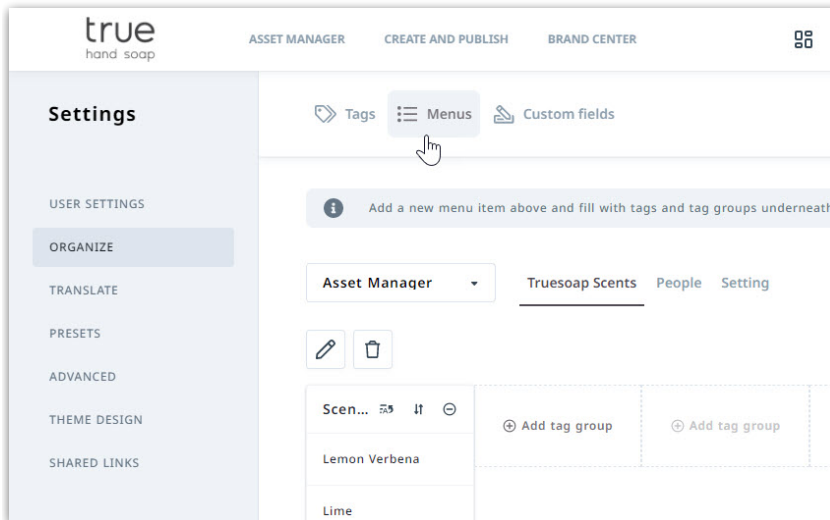 true
hand soap
ASSET MANAGER CREATE AND PUBLISH BRAND CENTER
Settings
Tags Menus Custom fields
USER SETTINGS
Add a new menu item above and fill with tags and tag groups underneath
ORGANIZE
TRANSLATE
Asset Manager Truesoap Scents People Setting
PRESETS
ADVANCED
Scen...
THEME DESIGN
Add tag group Add tag group
SHARED LINKS
Lemon Verbena
Lime